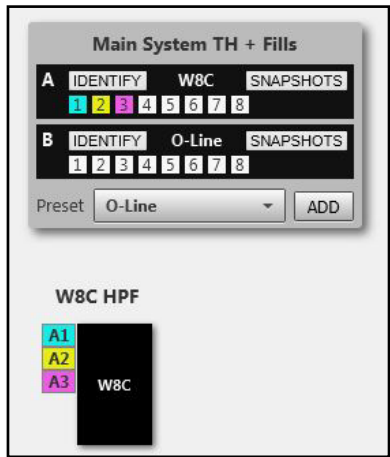 Main System TH + Fills
A IDENTIFY W8C SNAPSHOTS
1 2 3 4 5 6 7 8
B IDENTIFY O-Line SNAPSHOTS
1 2 3 4 5 6 7 8
Preset O-Line ADD
W8C HPF
A1
A2
A3 W8C